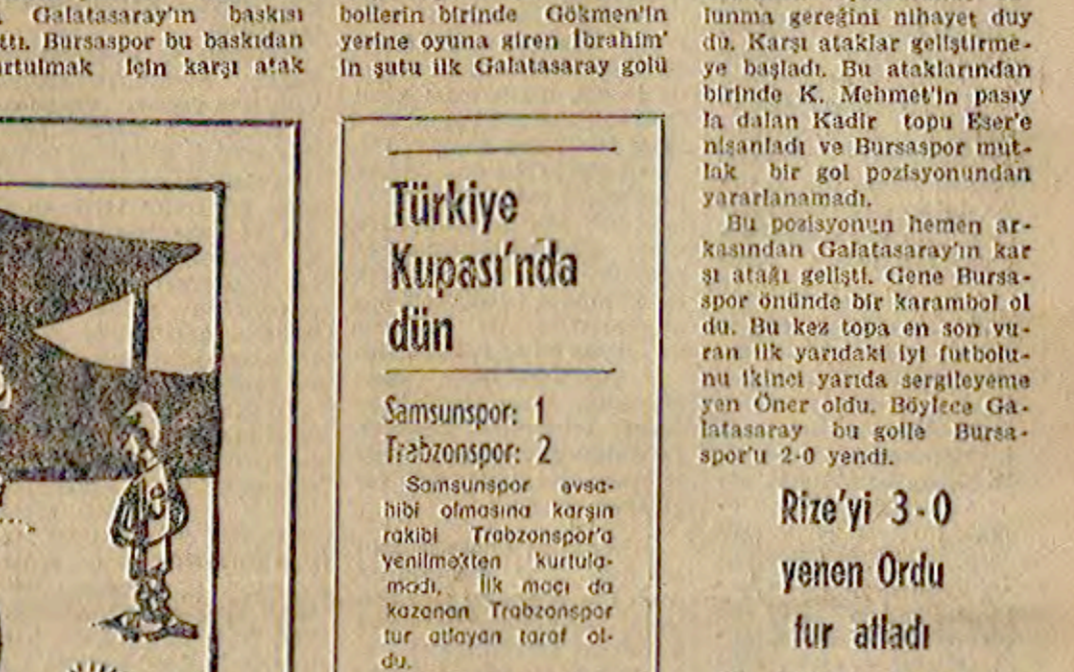 Galatasaray'ın baskısı
ttı. Bursaspor bu baskıdan
urtulmak için karşı atak
bollerin birinde Gökmen'in
yerine oyuna giren İbrahim'
in şutu ilk Galatasaray golü
Türkiye
Kupası'nda
dün
Samsunspor: 1
Trabzonspor: 2
Samsunspor evsa-
hibi olmasına karşın
rakibi Trabzonspor'a
yenilmekten kurtula-
madı. İlk maçı da
kazanan Trabzonspor
tur atlayan taraf ol-
du.
lunma gereğini nihayet duy
du. Karşı ataklar geliştirme-
ye başladı. Bu ataklarından
birinde K. Mehmet'in pasıy
la dalan Kadir topu Eser'e
nişanladı ve Bursaspor mut-
lak bir gol pozisyonundan
yararlanamadı.
Bu pozisyonun hemen ar-
kasından Galatasaray'ın kar
şı atağı gelişti. Gene Bursa-
spor önünde bir karambol ol
du. Bu kez topa en son vu-
ran ilk yarıdaki iyi futbolu-
nu ikinci yarıda sergileyeme
yen Öner oldu. Böylece Ga-
latasaray bu golle Bursa-
spor'u 2-0 yendi.
Rize'yi 3-0
yenen Ordu
tur atladı